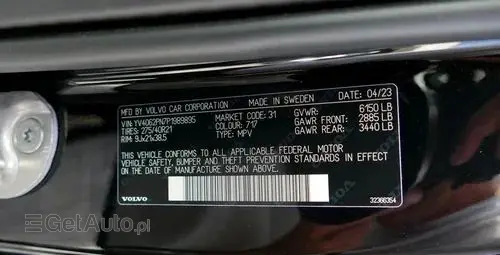 MFD BY VOLVO CAR CORPORATION MADE IN SWEDEN DATE 04/23
VIN: YV4062PN7P1989895 MARKET CODE: 31 GVWR: 6150 LB
TIRES: 275/40R21 COLOUR: 717 GAWR FRONT: 2885 LB
RIM: 9Jx21x38.5 TYPE: MPV GAWR REAR: 3440 LB
THIS VEHICLE CONFORMS TO ALL APPLICABLE FEDERAL MOTOR
VEHICLE SAFETY, BUMPER AND THEFT PREVENTION STANDARDS IN EFFECT ON
THE DATE OF MANUFACTURE SHOWN ABOVE.
VOLVO 32366354
GetAuto.pl